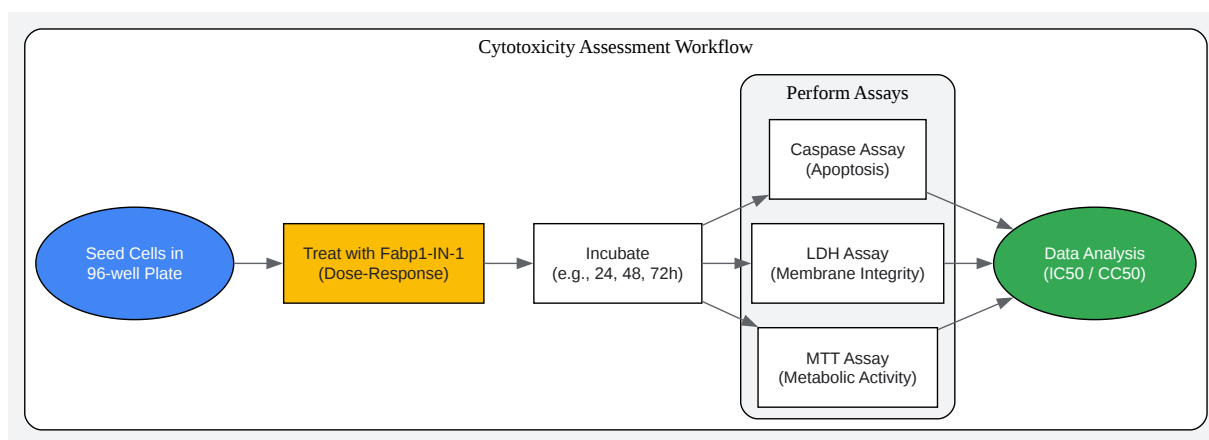 Cytotoxicity Assessment Workflow
Perform Assays
Caspase Assay
(Apoptosis)
Seed Cells in
96-well Plate
Treat with Fabp1-IN-1
(Dose-Response)
Incubate
(e.g., 24, 48, 72h)
LDH Assay
(Membrane Integrity)
Data Analysis
(IC50 / CC50)
MTT Assay
(Metabolic Activity)